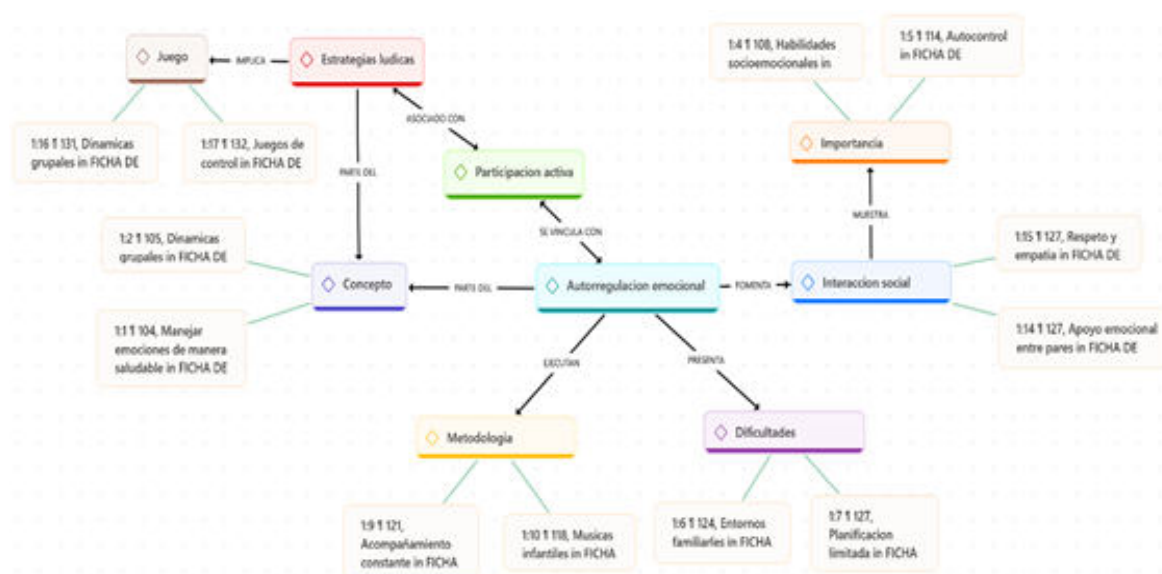 1:4 ¶ 108, Habilidades
socioemocionales in
1:5 ¶ 114, Autocontrol
in FICHA DE
Juego
IMPLICA
Estrategias ludicas
ASOCIADO CON
1:16 ¶ 131, Dinamicas
grupales in FICHA DE
1:17 ¶ 132, Juegos de
control in FICHA DE
Importancia
PARTE DEL
Participacion activa
MUESTRA
SE VINCULA CON
1:2 ¶ 105, Dinamicas
grupales in FICHA DE
1:15 ¶ 127, Respeto y
empatia in FICHA DE
Concepto
PARTE DEL
Autorregulacion emocional
FOMENTA
Interaccion social
1:1 ¶ 104, Manejar
emociones de manera
saludable in FICHA DE
1:14 ¶ 127, Apoyo emocional
entre pares in FICHA DE
EJECUTAN
PRESENTA
Metodologia
Dificultades
1:9 ¶ 121,
Acompañamiento
constante in FICHA
1:10 ¶ 118, Musicas
infantiles in FICHA
1:6 ¶ 124, Entornos
familiarles in FICHA
1:7 ¶ 127,
Planificacion
limitada in FICHA